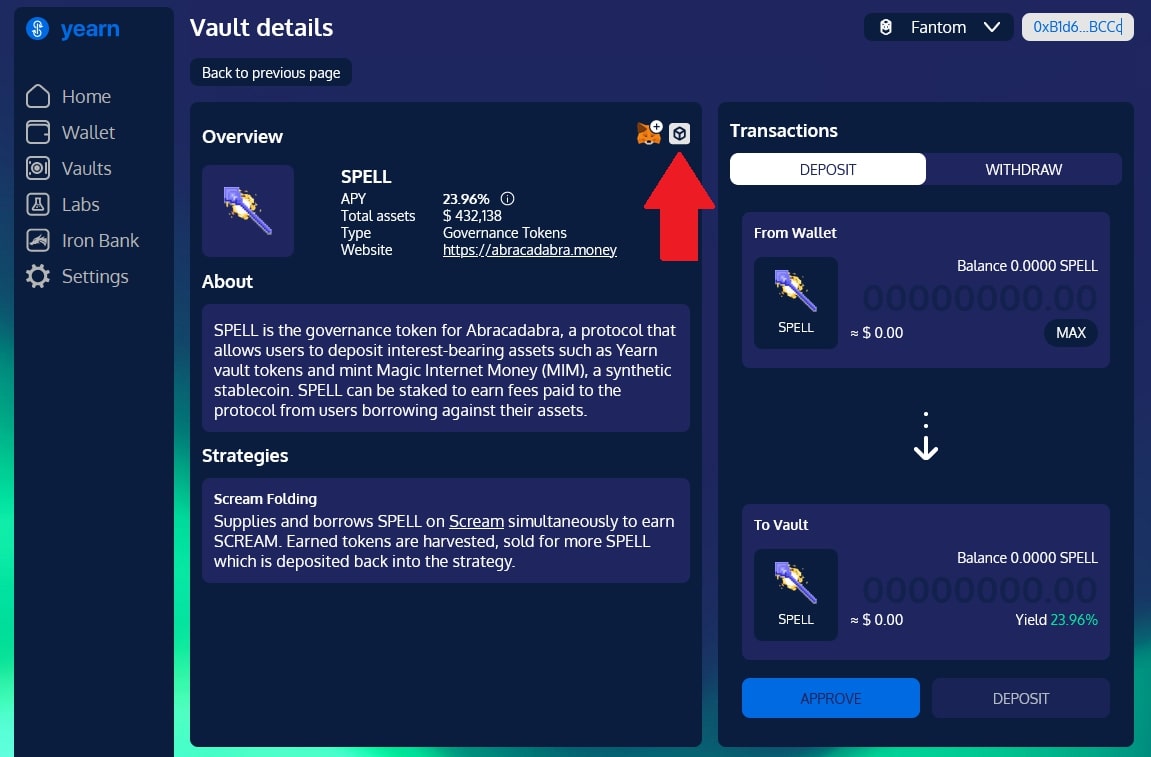 yearn
Vault details
Fantom
0xB1d6...BCCc
Back to previous page
Home
Wallet
Vaults
Labs
Iron Bank
Settings
Overview
SPELL
APY 23.96%
Total assets $ 432,138
Type Governance Tokens
Website https://abracadabra.money
About
SPELL is the governance token for Abracadabra, a protocol that
allows users to deposit interest-bearing assets such as Yearn
vault tokens and mint Magic Internet Money (MIM), a synthetic
stablecoin. SPELL can be staked to earn fees paid to the
protocol from users borrowing against their assets.
Strategies
Scream Folding
Supplies and borrows SPELL on Scream simultaneously to earn
SCREAM. Earned tokens are harvested, sold for more SPELL
which is deposited back into the strategy.
Transactions
DEPOSIT WITHDRAW
From Wallet
Balance 0.0000 SPELL
00000000.00
SPELL
≈ $ 0.00 MAX
To Vault
Balance 0.0000 SPELL
00000000.00
SPELL
≈ $ 0.00 Yield 23.96%
APPROVE DEPOSIT